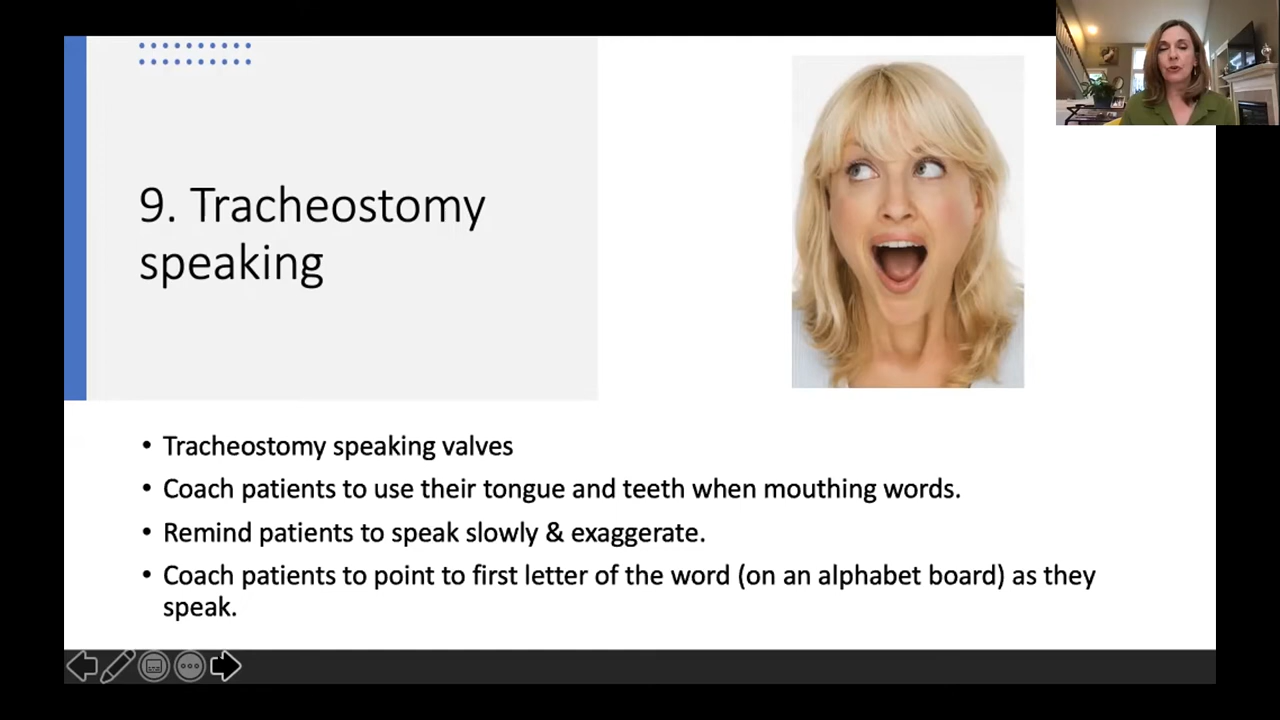 9. Tracheostomy
speaking
• Tracheostomy speaking valves
• Coach patients to use their tongue and teeth when mouthing words.
• Remind patients to speak slowly & exaggerate.
• Coach patients to point to first letter of the word (on an alphabet board) as they
speak.